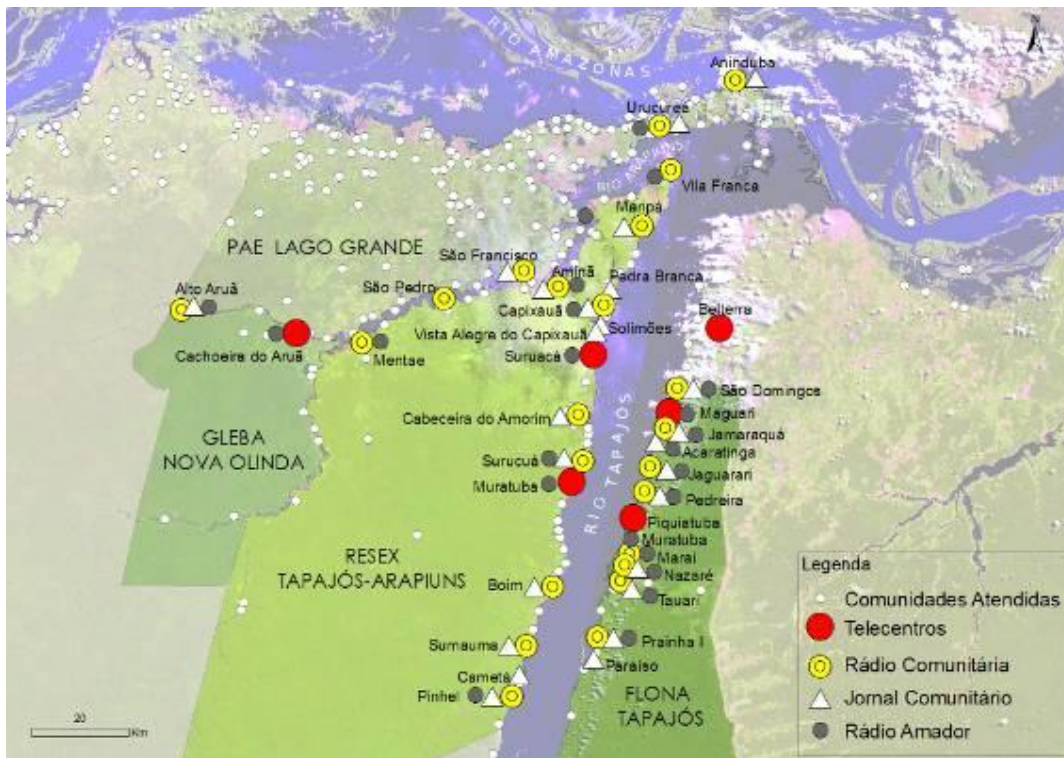 RIO AMAZONAS
Aninduba
Urucureá
RIO ARAPIUNS
Vila Franca
Maripá
PAE LAGO GRANDE
São Francisco
Aminã
Pedra Branca
São Pedro
Alto Aruã
Capixauã
Solimões
Belterra
Vista Alegre do Capixauã
Cachoeira do Aruã
Mentae
Suruacá
São Domingos
Maguari
Cabeceira do Amorim
Jamaraquá
Acaratinga
GLEBA
NOVA OLINDA
RIO TAPAJÓS
Surucuá
Jaguarari
Muratuba
Pedreira
Piquiatuba
Muratuba
Marai
RESEX
TAPAJÓS-ARAPIUNS
Nazaré
Boim
Tauari
Sumauma
Prainha I
Paraiso
Cametá
Pinhel
FLONA
TAPAJÓS
20
Km
Legenda
Comunidades Atendidas
Telecentros
Rádio Comunitária
Jornal Comunitário
Rádio Amador